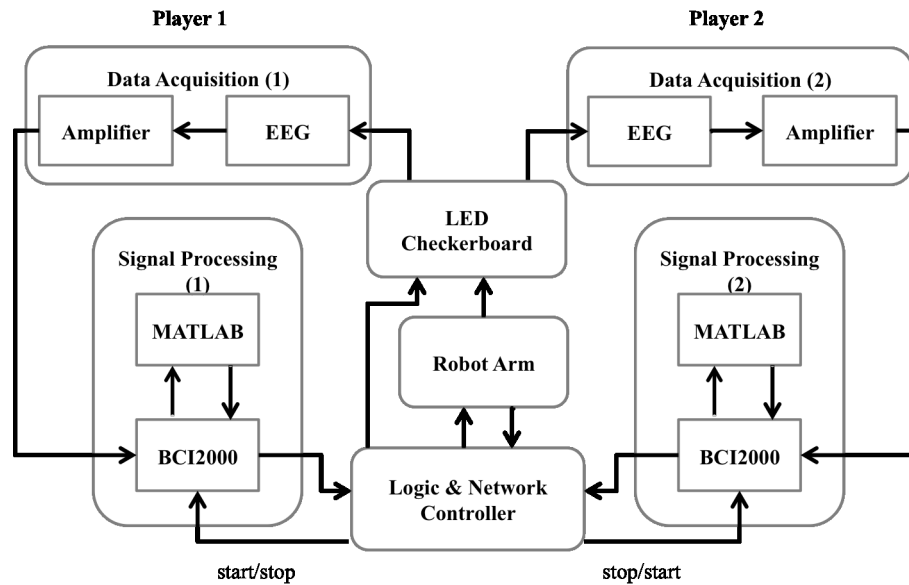 Player 1
Player 2
Data Acquisition (1)
Amplifier
EEG
Data Acquisition (2)
EEG
Amplifier
LED
Checkerboard
Signal Processing
(1)
MATLAB
BCI2000
Robot Arm
Signal Processing
(2)
MATLAB
BCI2000
Logic & Network
Controller
start/stop
stop/start